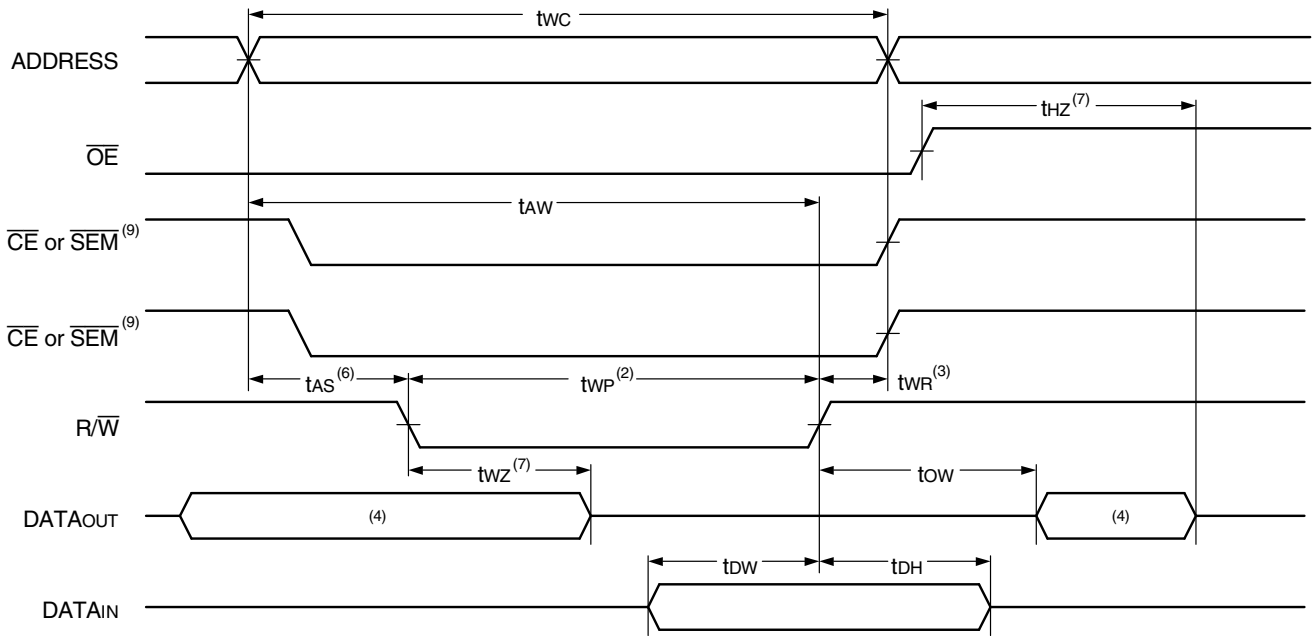 tWC
ADDRESS
tHZ(7)
OE
tAW
CE or SEM(9)
CE or SEM(9)
tAS(6) tWP(2) tWR(3)
R/W
tWZ(7) tOW
DATAOUT (4) (4)
tDW tDH
DATAIN